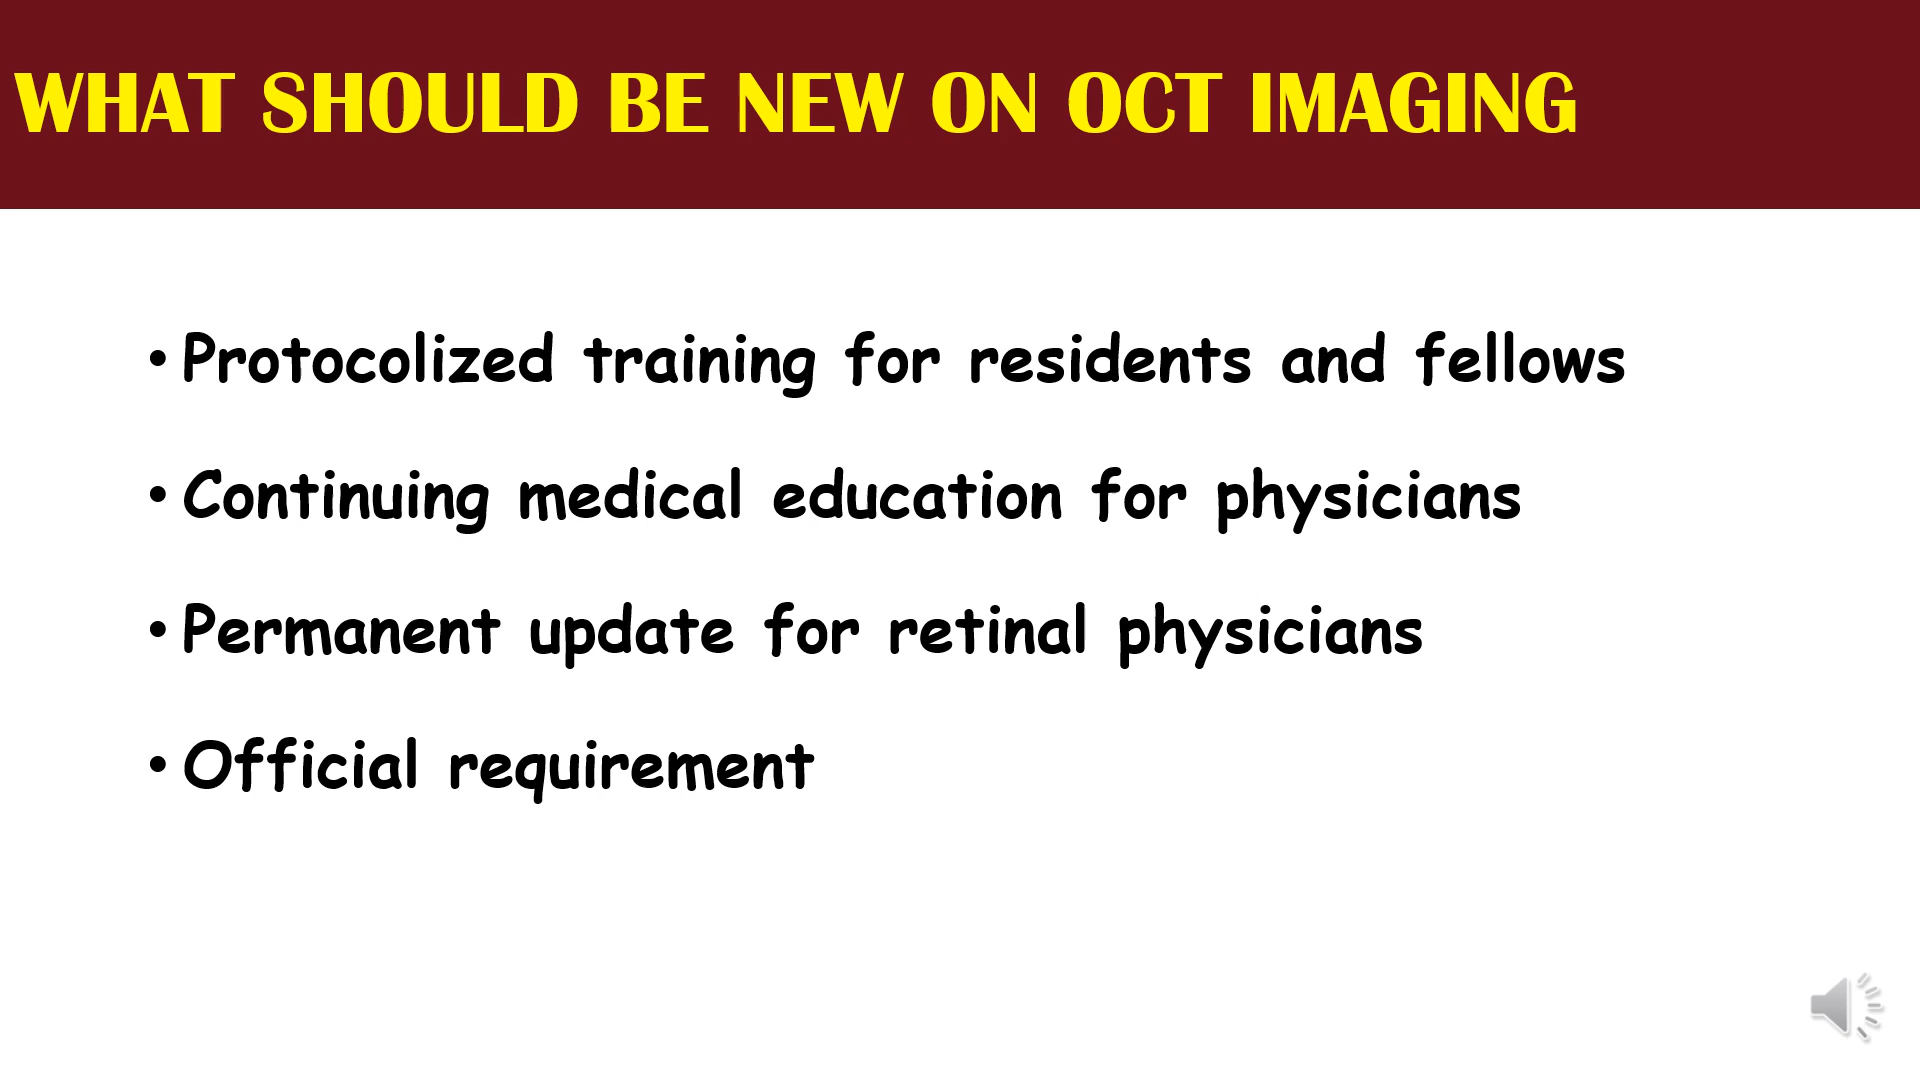 WHAT SHOULD BE NEW ON OCT IMAGING
• Protocolized training for residents and fellows
• Continuing medical education for physicians
• Permanent update for retinal physicians
• Official requirement